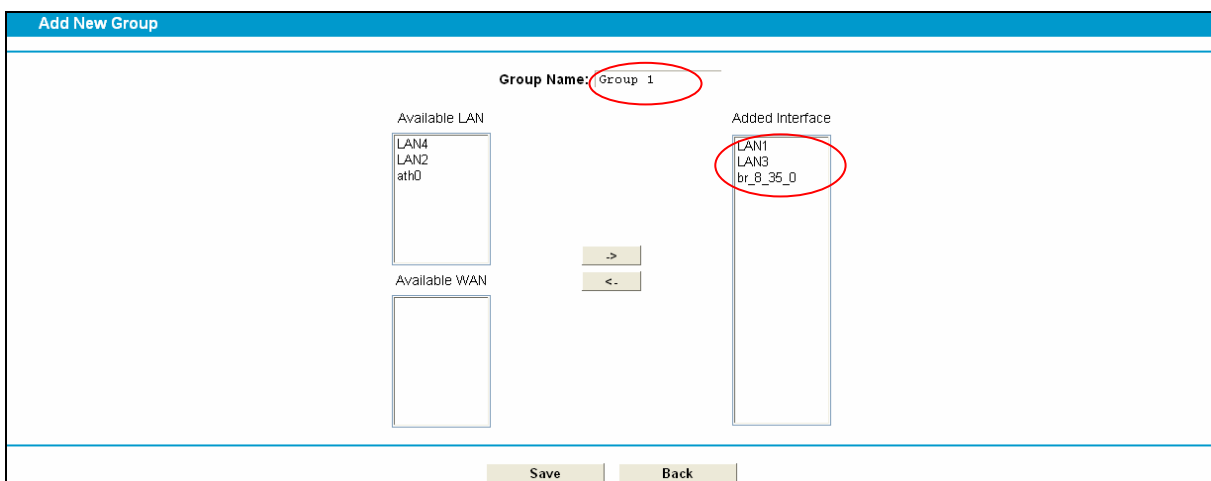 Add New Group
Group Name: Group 1
Available LAN
LAN4
LAN2
ath0
Available WAN
->
<-
Added Interface
LAN1
LAN3
br_8_35_0
Save
Back